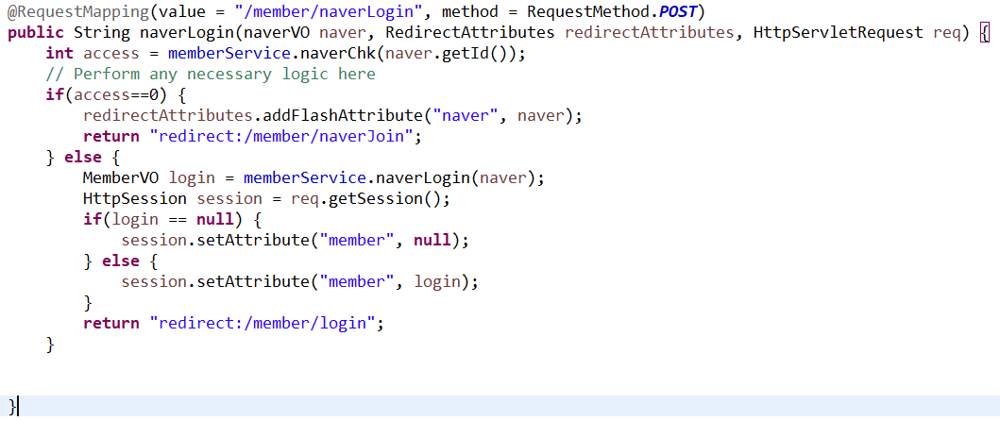 @RequestMapping(value = "/member/naverLogin", method = RequestMethod.POST)
public String naverLogin(naverVO naver, RedirectAttributes redirectAttributes, HttpServletRequest req) {
    int access = memberService.naverChk(naver.getId());
    // Perform any necessary logic here
    if(access==0) {
        redirectAttributes.addFlashAttribute("naver", naver);
        return "redirect:/member/naverJoin";
    } else {
        MemberVO login = memberService.naverLogin(naver);
        HttpSession session = req.getSession();
        if(login == null) {
            session.setAttribute("member", null);
        } else {
            session.setAttribute("member", login);
        }
        return "redirect:/member/login";
    }
}